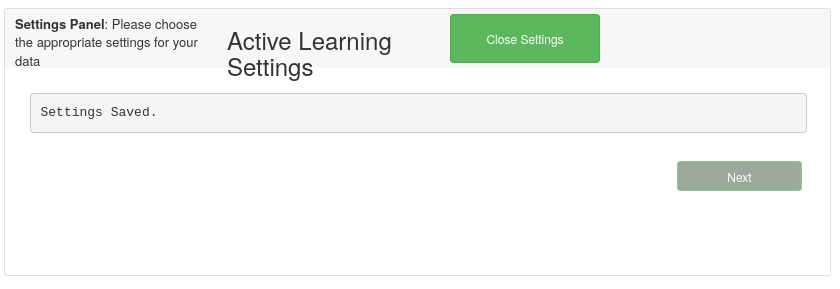 Settings Panel: Please choose
the appropriate settings for your
data
Active Learning
Settings
Close Settings
Settings Saved.
Next